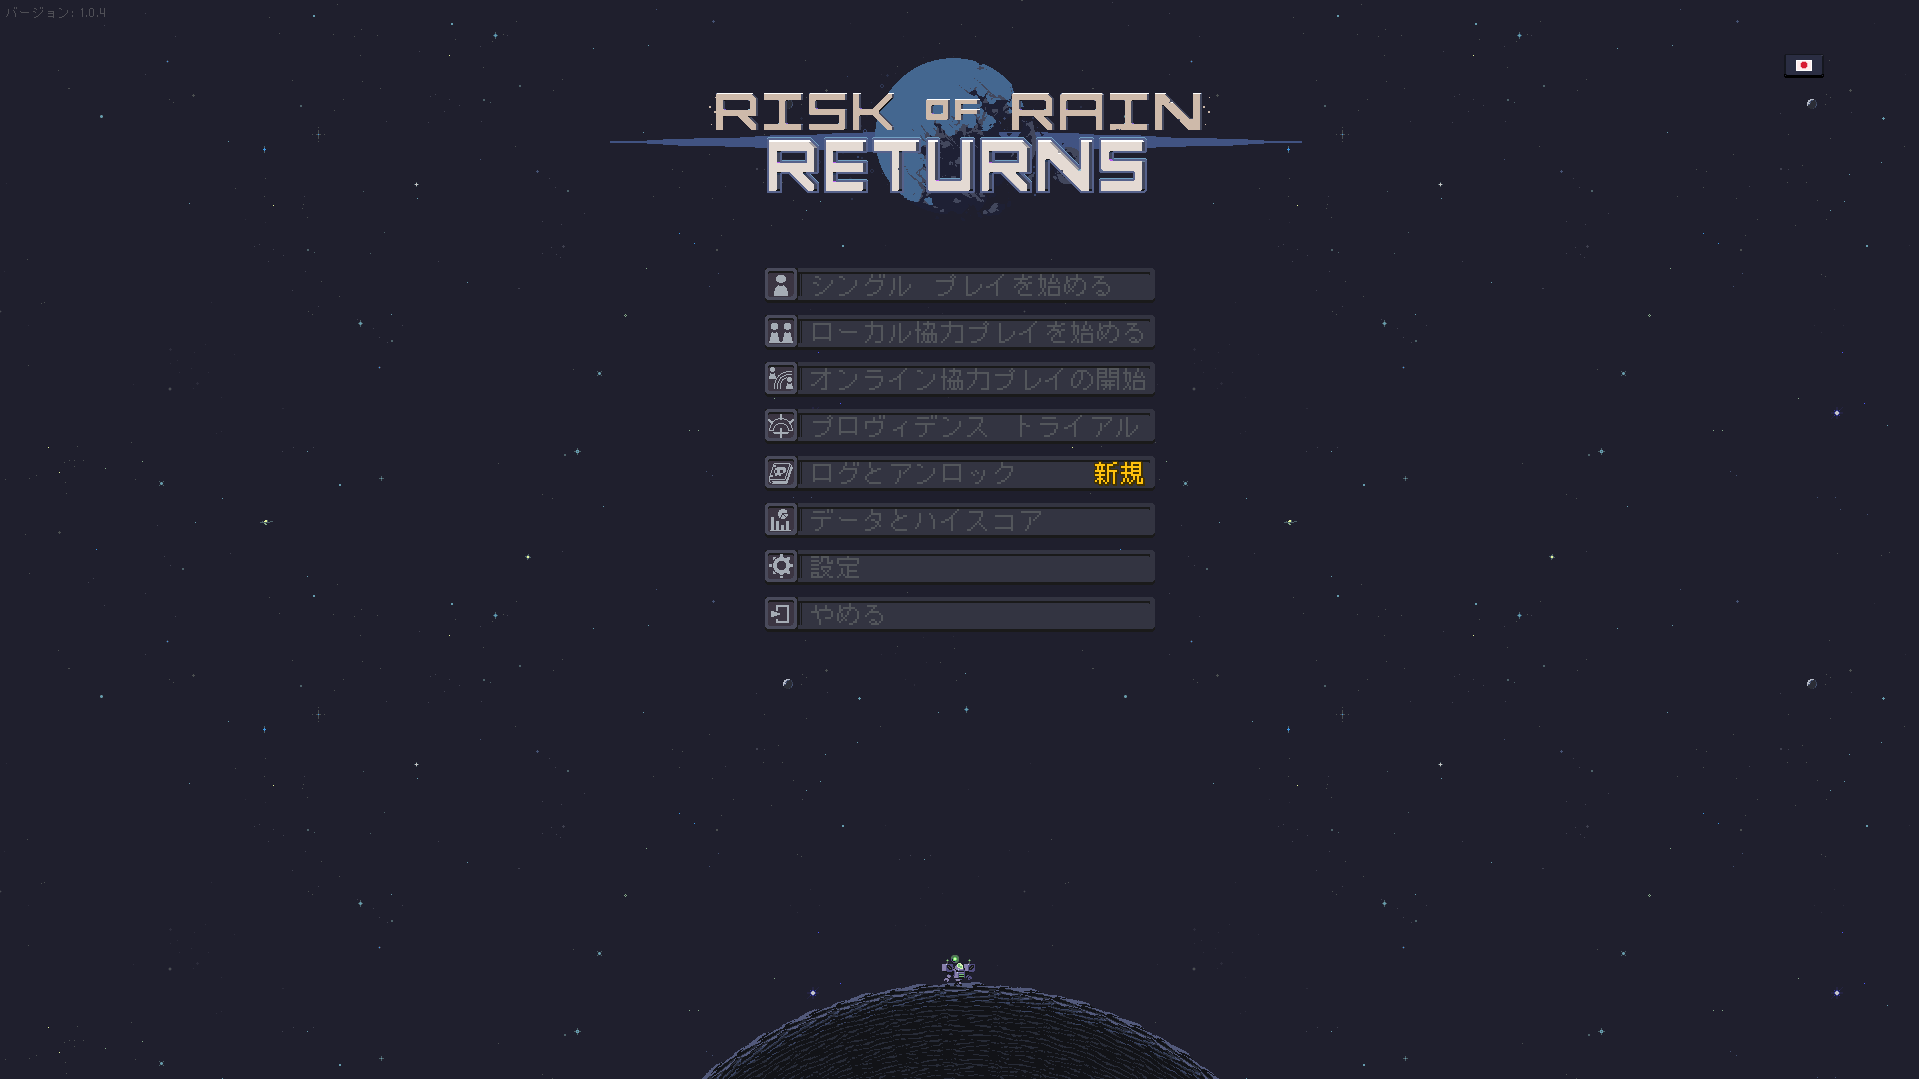 バージョン: 1.0.4
RISK OF RAIN
RETURNS
シングル プレイを始める
ローカル協力プレイを始める
オンライン協力プレイの開始
プロヴィデンス トライアル
ログとアンロック 新規
データとハイスコア
設定
やめる